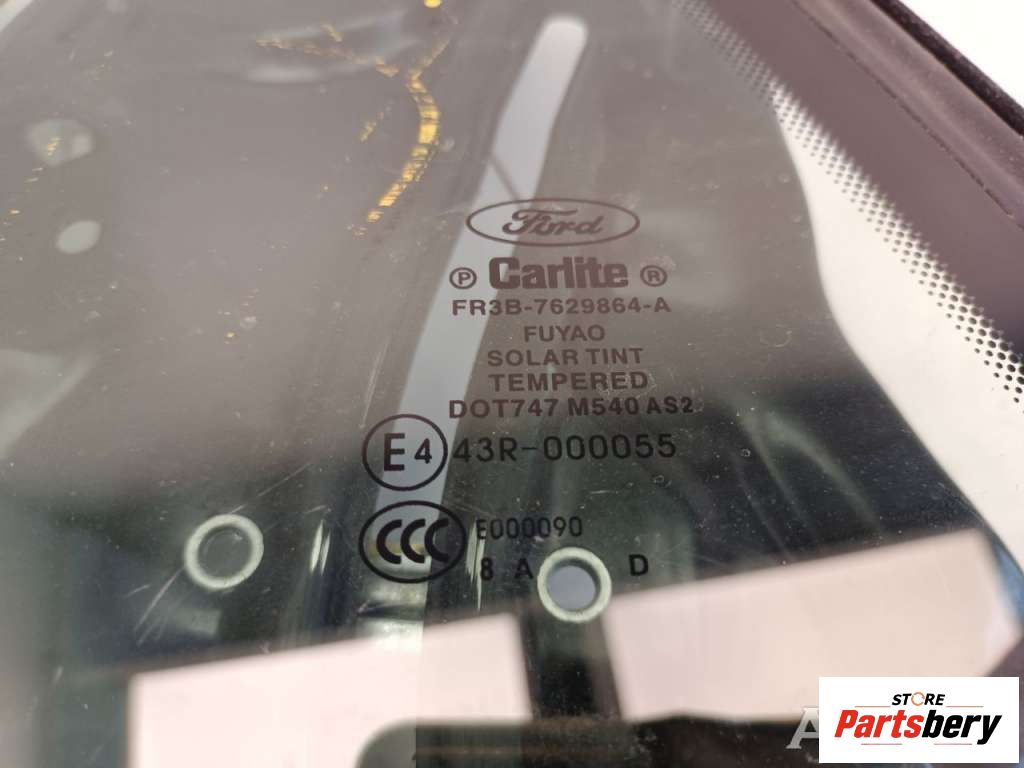 Ford
P Carlite ®
FR3B-7629864-A
FUYAO
SOLAR TINT
TEMPERED
DOT747 M540 AS2
E4 43R-000055
CCC E000090
8 A D
STORE
Partsbery